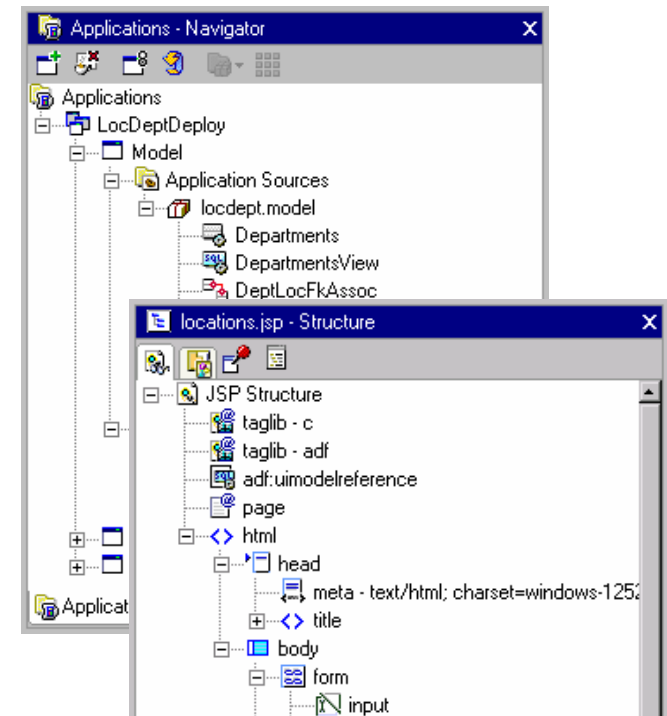 Applications - Navigator
Applications
LocDeptDeploy
Model
Application Sources
locdept.model
Departments
DepartmentsView
DeptLocFkAssoc
locations.jsp - Structure
JSP Structure
taglib - c
taglib - adf
adf:uimodelreference
page
html
head
meta - text/html; charset=windows-1252
title
body
form
input
Applicat